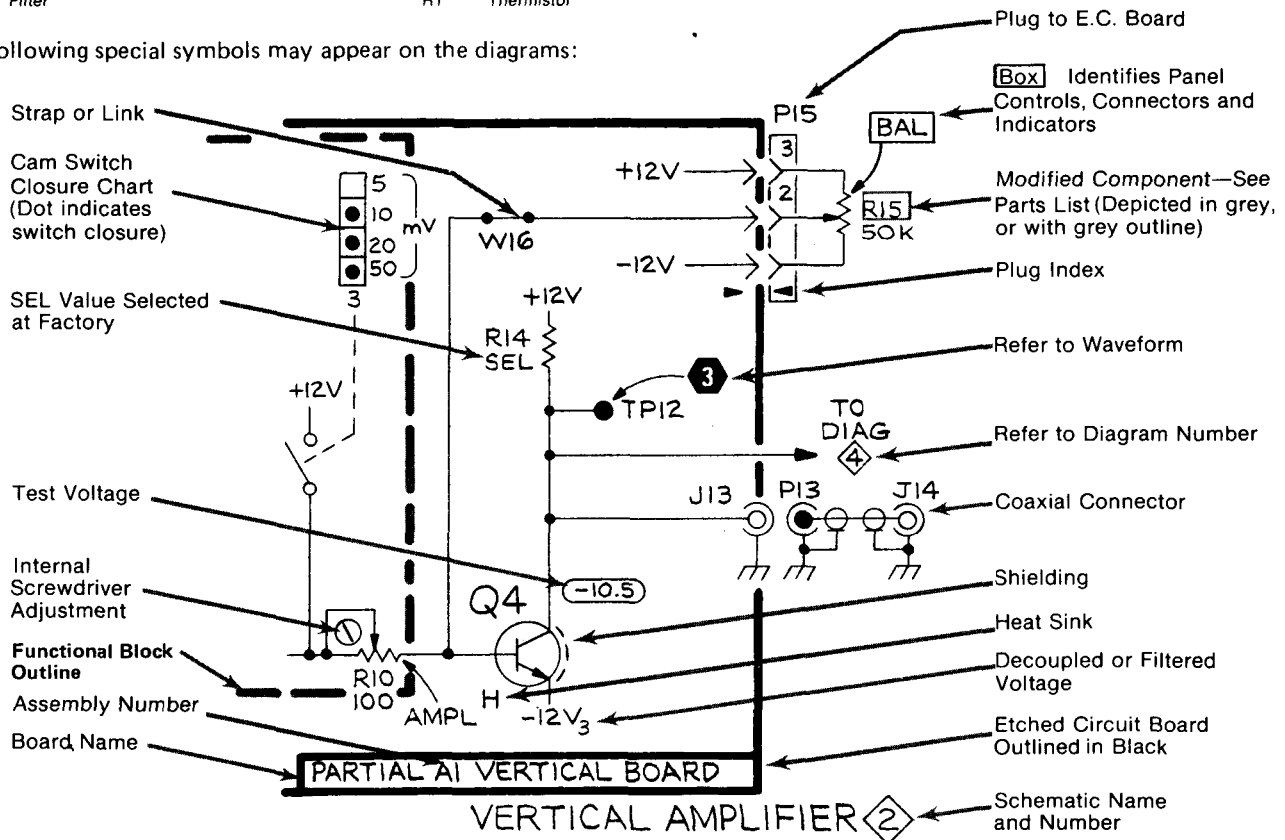 Filter
RT Thermistor
ollowing special symbols may appear on the diagrams:
Plug to E.C. Board
Box Identifies Panel
Controls, Connectors and
Indicators
Strap or Link
P15
BAL
Cam Switch
Closure Chart
(Dot indicates
switch closure)
5
10
20
50
mV
3
+12V
3
2
W16
-12V
R15
50K
Modified Component—See
Parts List (Depicted in grey,
or with grey outline)
Plug Index
SEL Value Selected
at Factory
+12V
R14
SEL
3
Refer to Waveform
+12V
TP12
TO
DIAG
4
Refer to Diagram Number
Test Voltage
J13
P13
J14
Coaxial Connector
-10.5
Internal
Screwdriver
Adjustment
Q4
Shielding
Heat Sink
Functional Block
Outline
R10
100
AMPL
H
-12V3
Decoupled or Filtered
Voltage
Assembly Number
Board Name
PARTIAL A1 VERTICAL BOARD
Etched Circuit Board
Outlined in Black
VERTICAL AMPLIFIER 2
Schematic Name
and Number